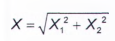 X = √(X₁² + X₂²)